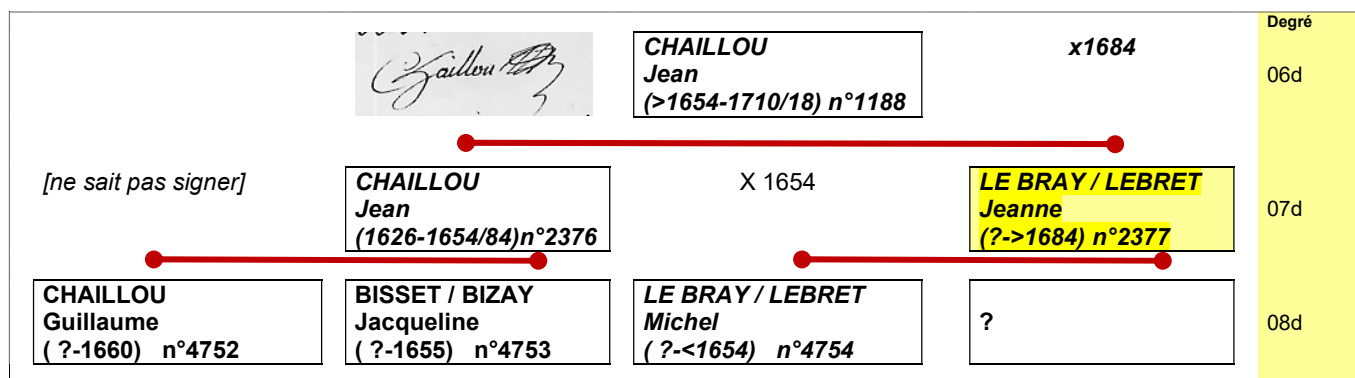 Degré
Chaillou
CHAILLOU
Jean
(>1654-1710/18) n°1188
x1684
06d
[ne sait pas signer]
CHAILLOU
Jean
(1626-1654/84)n°2376
X 1654
LE BRAY / LEBRET
Jeanne
(?->1684) n°2377
07d
CHAILLOU
Guillaume
( ?-1660) n°4752
BISSET / BIZAY
Jacqueline
( ?-1655) n°4753
LE BRAY / LEBRET
Michel
( ?-<1654) n°4754
?
08d